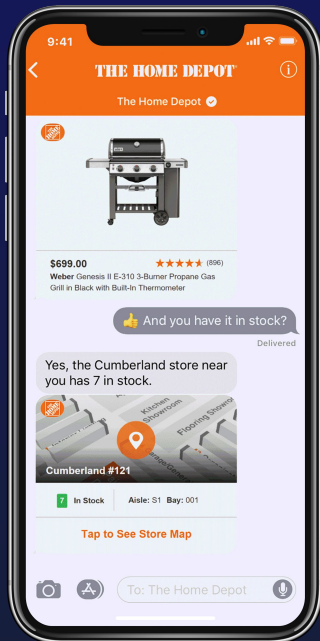 9:41
THE HOME DEPOT
The Home Depot
$699.00 (896)
Weber Genesis II E-310 3-Burner Propane Gas
Grill in Black with Built-In Thermometer
👍 And you have it in stock?
Delivered
Yes, the Cumberland store near
you has 7 in stock.
Kitchen
Showroom
Flooring Showro
Cumberland #121
7 In Stock Aisle: S1 Bay: 001
Tap to See Store Map
To: The Home Depot